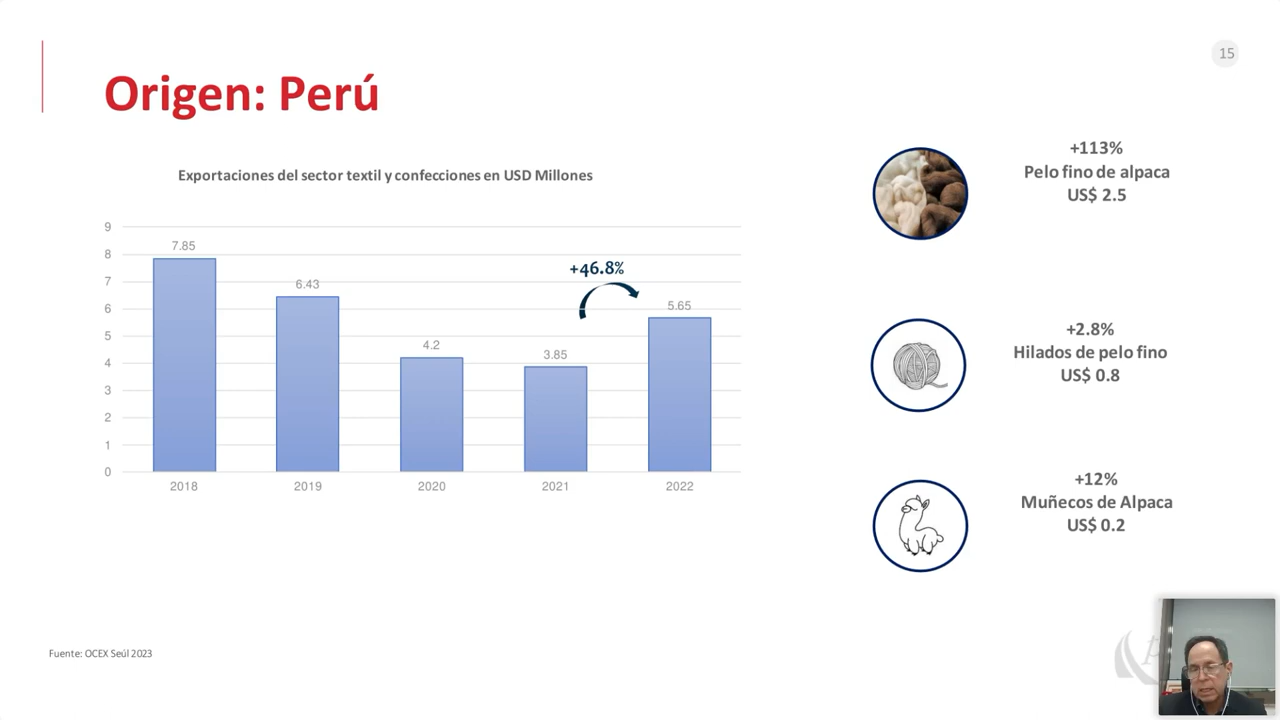 15
Origen: Perú
Exportaciones del sector textil y confecciones en USD Millones
9
8
7
6
5
4
3
2
1
0
7.85
6.43
4.2
3.85
5.65
+46.8%
2018 2019 2020 2021 2022
+113%
Pelo fino de alpaca
US$ 2.5
+2.8%
Hilados de pelo fino
US$ 0.8
+12%
Muñecos de Alpaca
US$ 0.2
Fuente: OCEX Seúl 2023